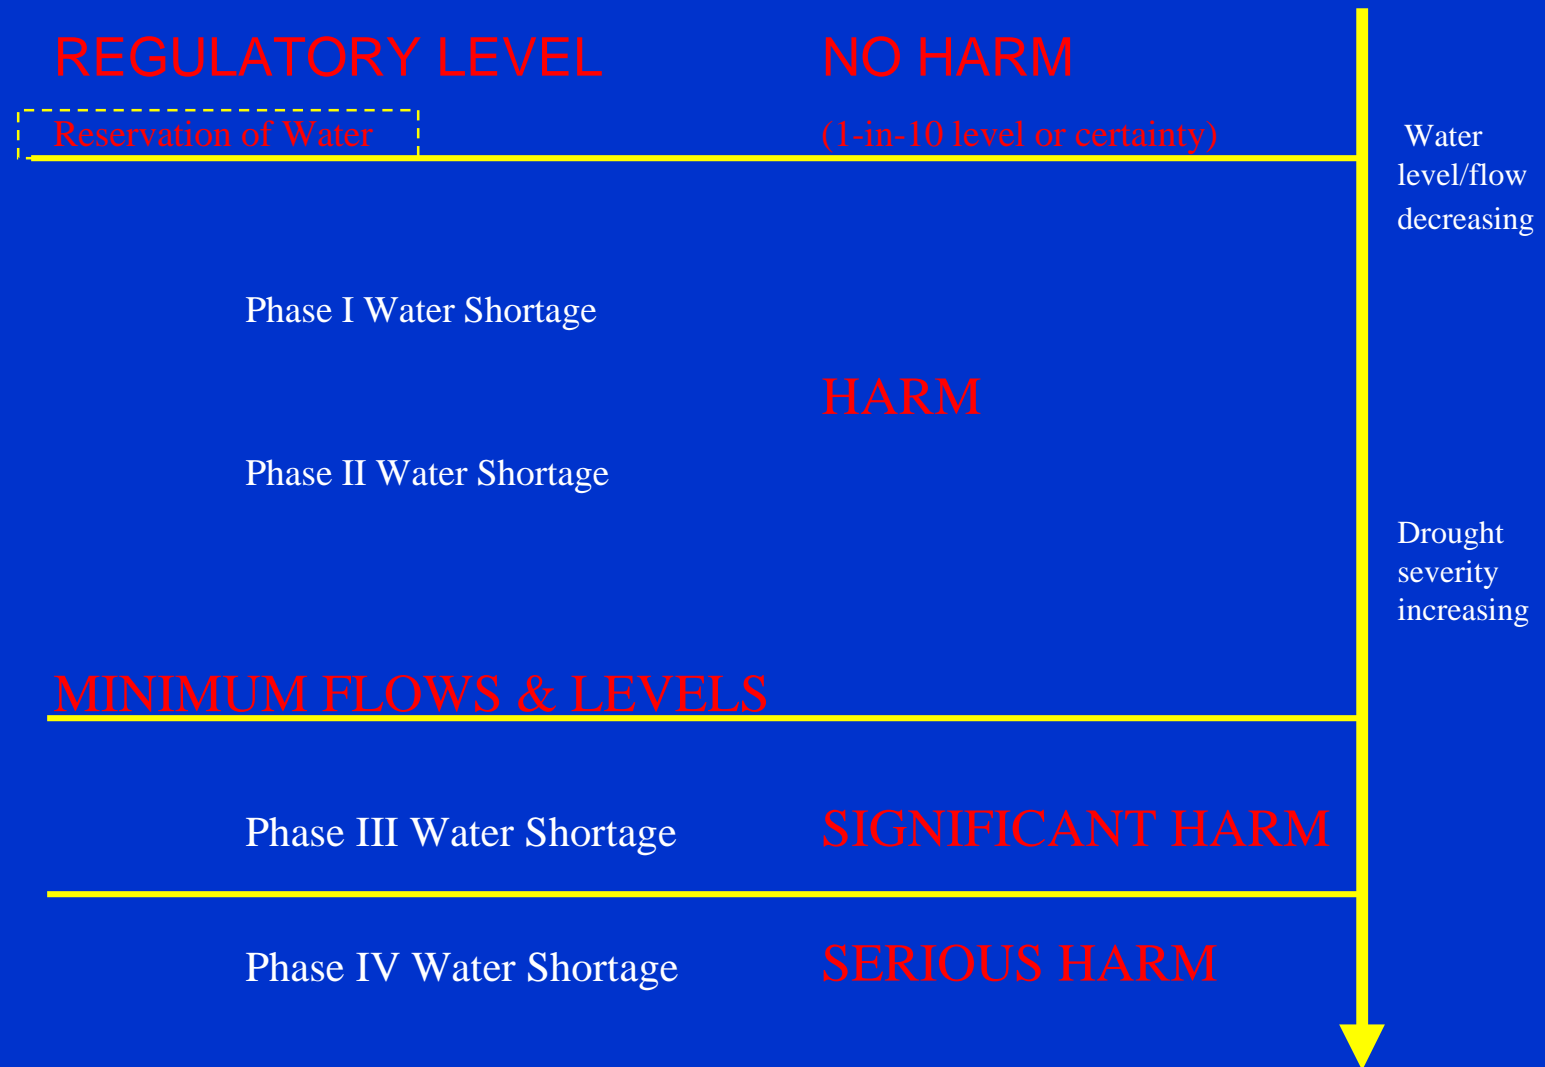 REGULATORY LEVEL NO HARM
Reservation of Water (1-in-10 level or certainty)
Water
level/flow
decreasing
Phase I Water Shortage
HARM
Phase II Water Shortage
Drought
severity
increasing
MINIMUM FLOWS & LEVELS
Phase III Water Shortage SIGNIFICANT HARM
Phase IV Water Shortage SERIOUS HARM